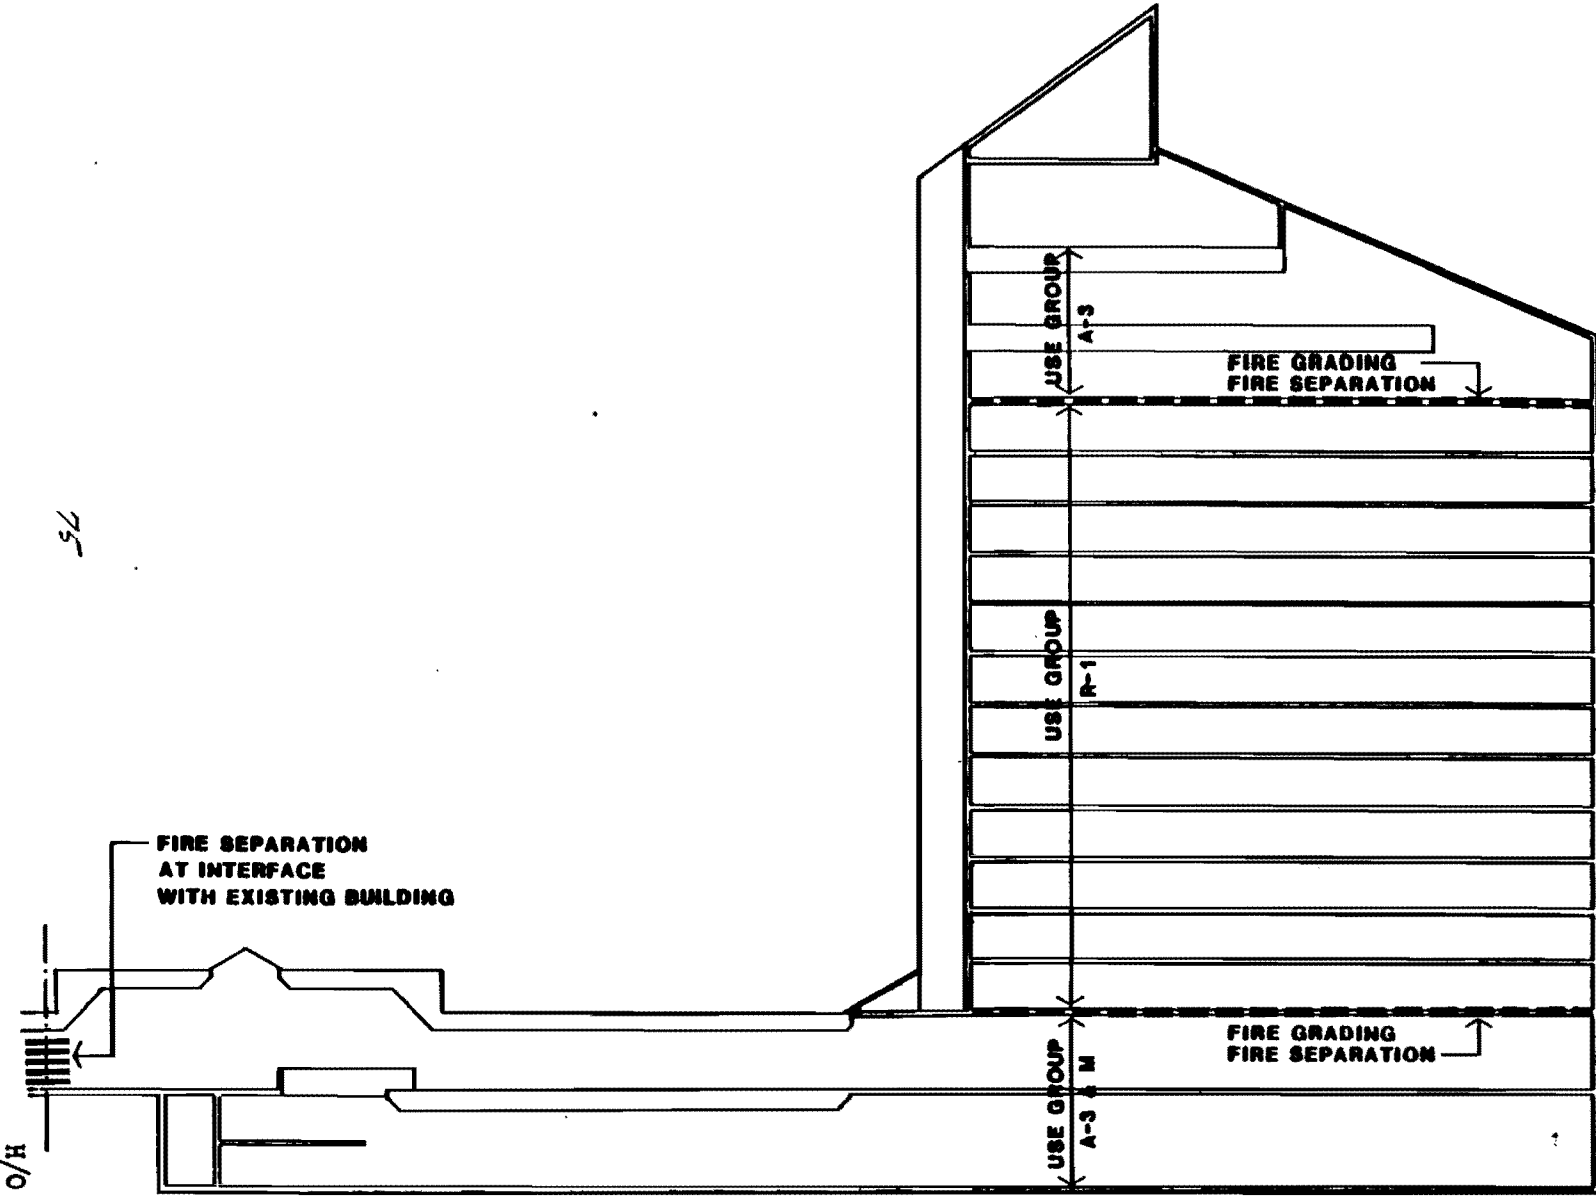 USE GROUP
A-3
FIRE GRADING
FIRE SEPARATION
75
USE GROUP
R-1
FIRE SEPARATION
AT INTERFACE
WITH EXISTING BUILDING
FIRE GRADING
FIRE SEPARATION
USE GROUP
A-3 & M
O/H